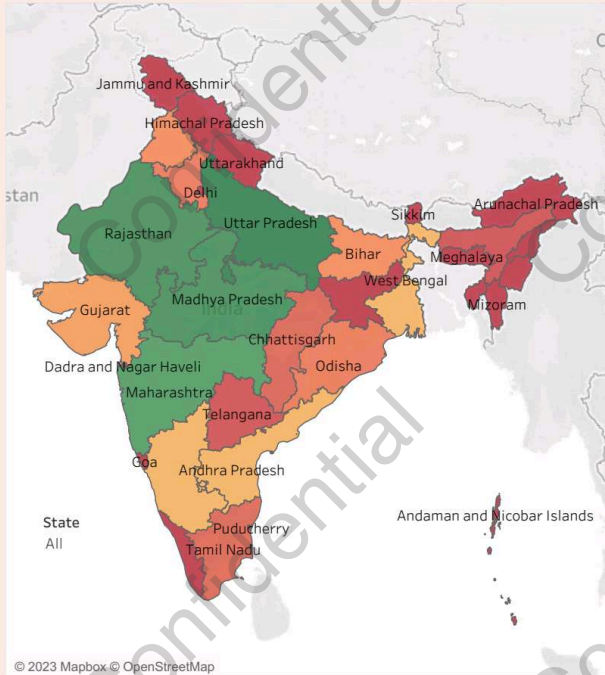 Confidential
Jammu and Kashmir
Himachal Pradesh
Uttarakhand
stan
Delhi
Uttar Pradesh
Rajasthan
Sikkim
Arunachal Pradesh
Bihar
Meghalaya
West Bengal
Madhya Pradesh
India
Gujarat
Mizoram
Chhattisgarh
Odisha
Dadra and Nagar Haveli
Maharashtra
Telangana
Goa
Andhra Pradesh
Confidential
State
All
Andaman and Nicobar Islands
Puducherry
Tamil Nadu
Confidential
© 2023 Mapbox © OpenStreetMap